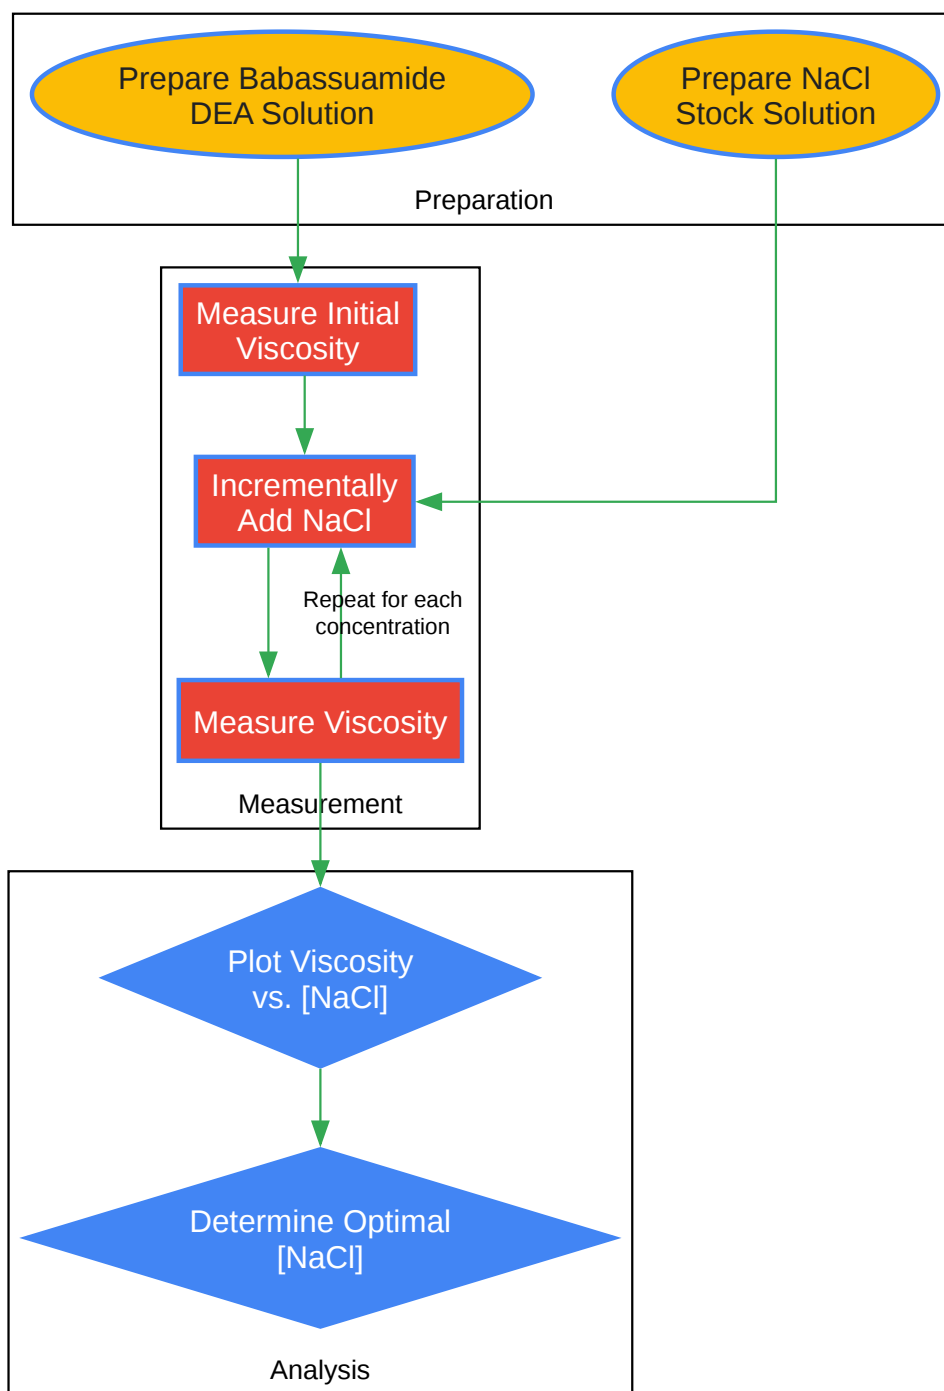 Prepare Babassuamide
DEA Solution
Prepare NaCl
Stock Solution
Preparation
Measure Initial
Viscosity
Incrementally
Add NaCl
Repeat for each
concentration
Measure Viscosity
Measurement
Plot Viscosity
vs. [NaCl]
Determine Optimal
[NaCl]
Analysis